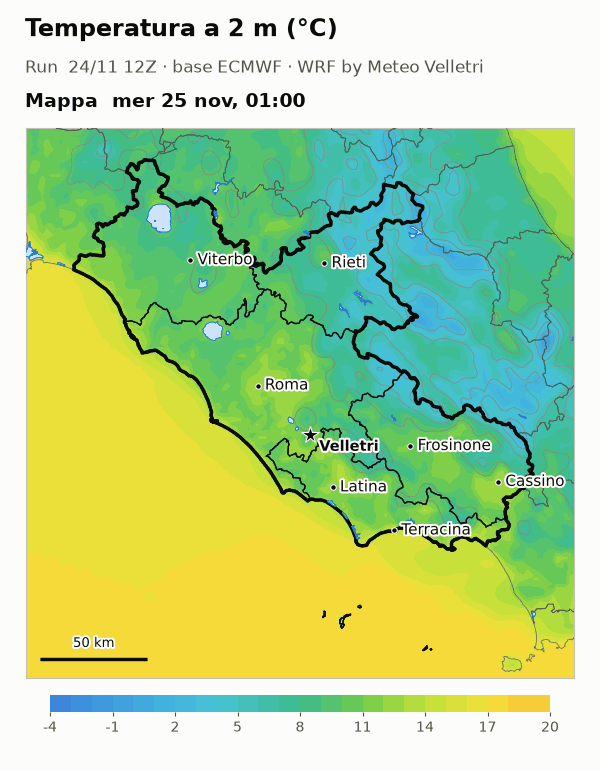 Temperatura a 2 m (°C)
Run  24/11 12Z · base ECMWF · WRF by Meteo Velletri
Mappa  mer 25 nov, 01:00
Viterbo
Rieti
Roma
Velletri
Frosinone
Cassino
Latina
Terracina
50 km
-4 -1 2 5 8 11 14 17 20